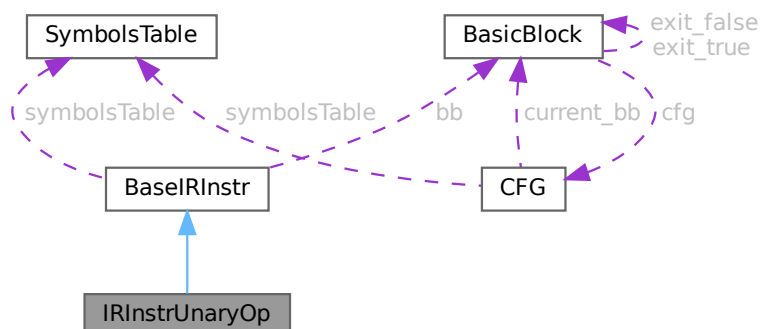 SymbolsTable
BasicBlock
exit_false
exit_true
symbolsTable
symbolsTable
bb
current_bb
cfg
BaseIRInstr
CFG
IRInstrUnaryOp